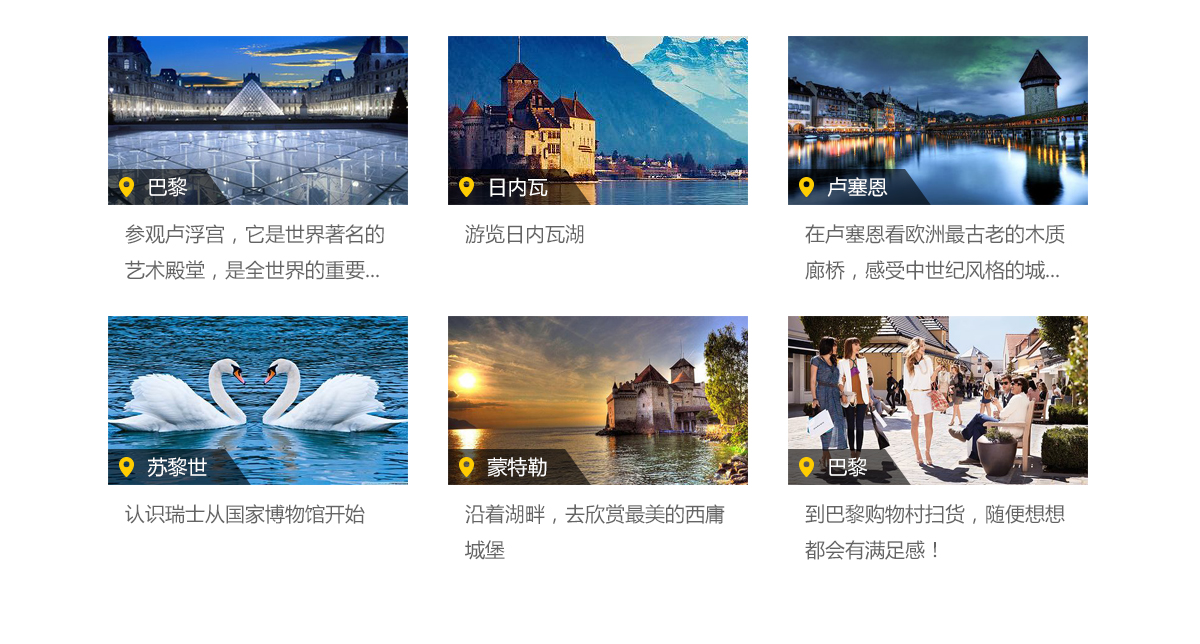 巴黎
日内瓦
卢塞恩
参观卢浮宫，它是世界著名的
艺术殿堂，是全世界的重要...
游览日内瓦湖
在卢塞恩看欧洲最古老的木质
廊桥，感受中世纪风格的城...
苏黎世
蒙特勒
巴黎
认识瑞士从国家博物馆开始
沿着湖畔，去欣赏最美的西庸
城堡
到巴黎购物村扫货，随便想想
都会有满足感！